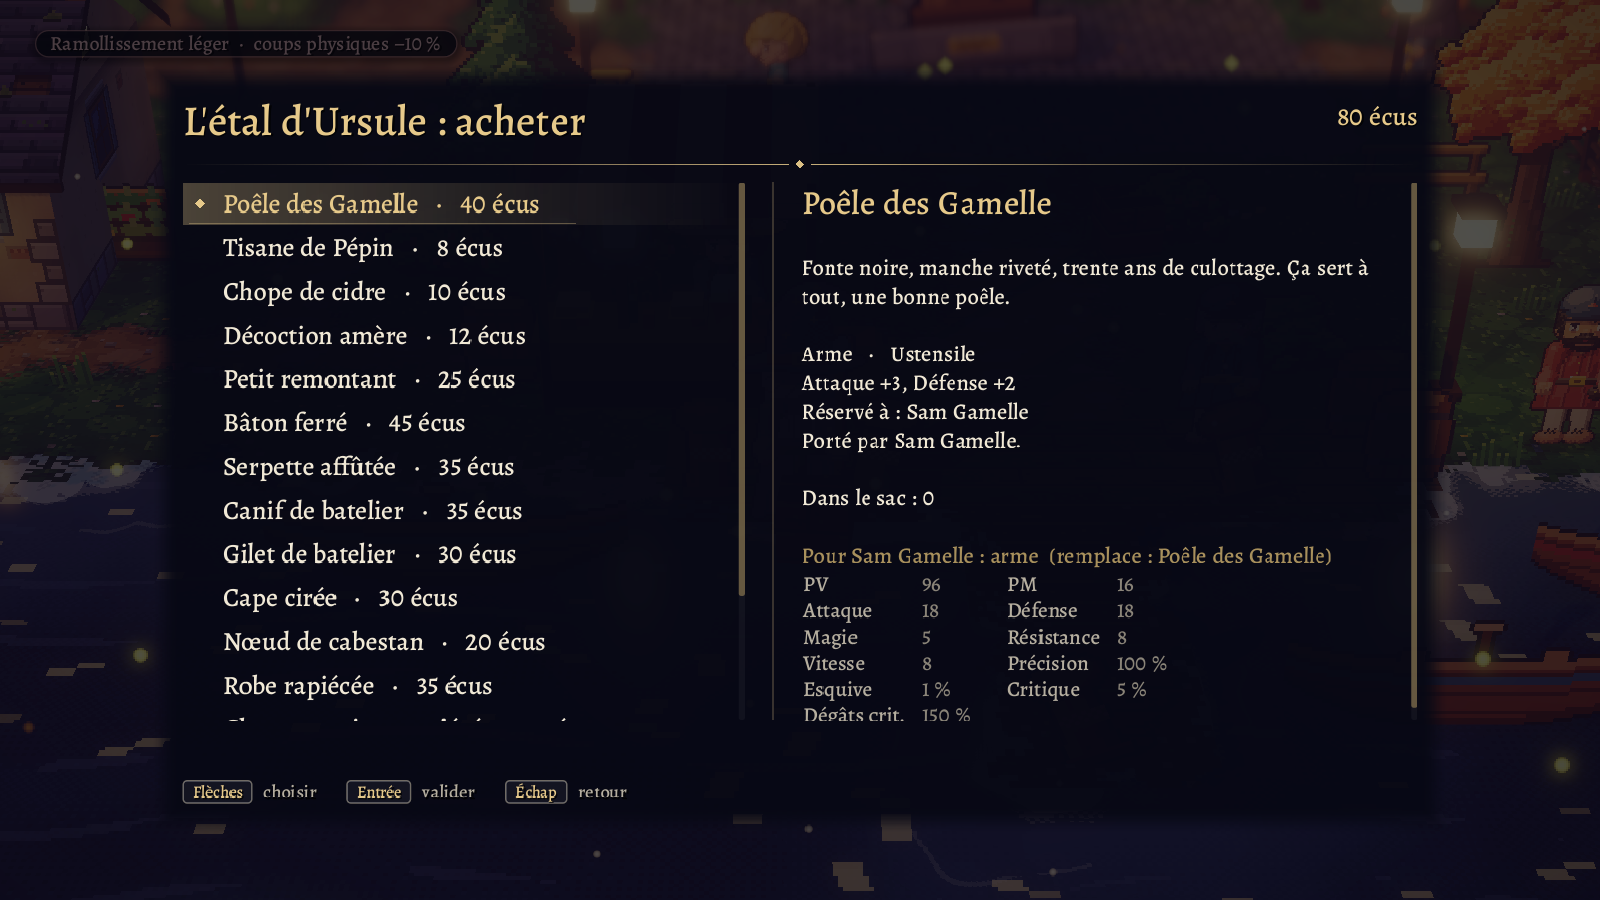 Ramollissement léger · coups physiques −10 %
L'étal d'Ursule : acheter
80 écus
Poêle des Gamelle · 40 écus
Tisane de Pépin · 8 écus
Chope de cidre · 10 écus
Décoction amère · 12 écus
Petit remontant · 25 écus
Bâton ferré · 45 écus
Serpette affûtée · 35 écus
Canif de batelier · 35 écus
Gilet de batelier · 30 écus
Cape cirée · 30 écus
Nœud de cabestan · 20 écus
Robe rapiécée · 35 écus
Poêle des Gamelle
Fonte noire, manche riveté, trente ans de culottage. Ça sert à
tout, une bonne poêle.
Arme · Ustensile
Attaque +3, Défense +2
Réservé à : Sam Gamelle
Porté par Sam Gamelle.
Dans le sac : 0
Pour Sam Gamelle : arme (remplace : Poêle des Gamelle)
PV 96 PM 16
Attaque 18 Défense 18
Magie 5 Résistance 8
Vitesse 8 Précision 100 %
Esquive 1 % Critique 5 %
Dégâts crit. 150 %
Flèches choisir Entrée valider Échap retour